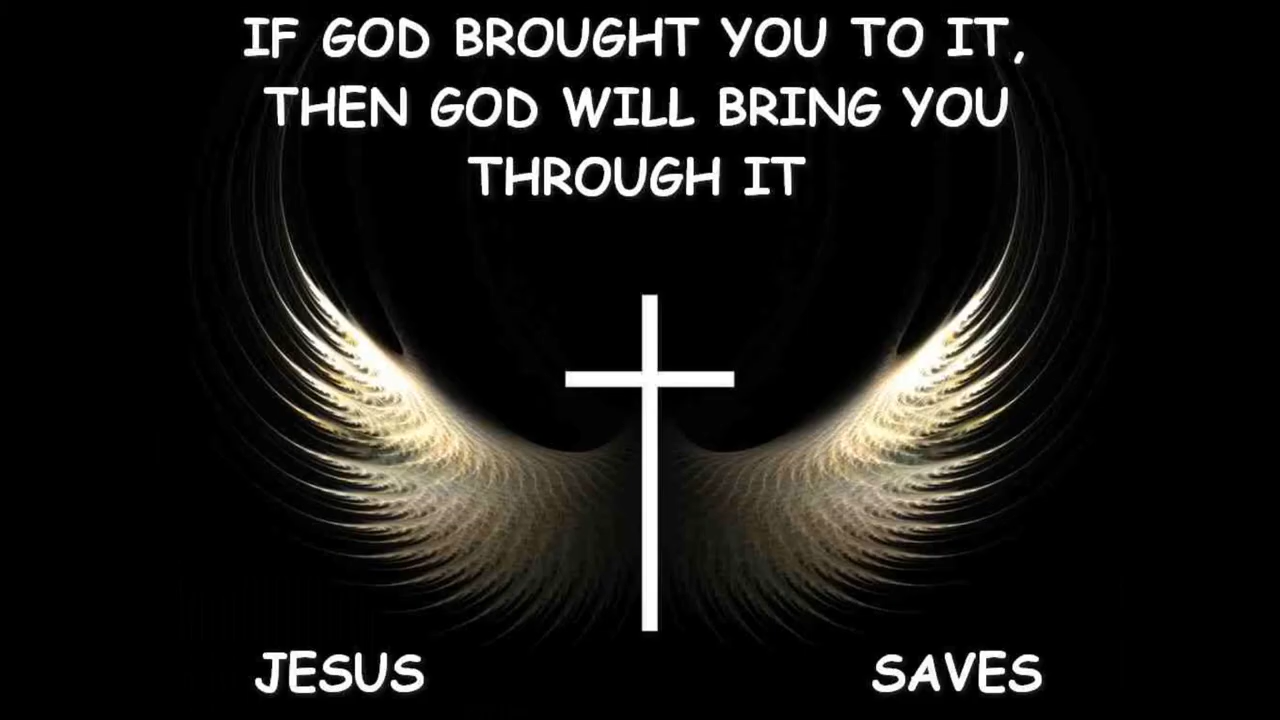 IF GOD BROUGHT YOU TO IT,
THEN GOD WILL BRING YOU
THROUGH IT
JESUS SAVES